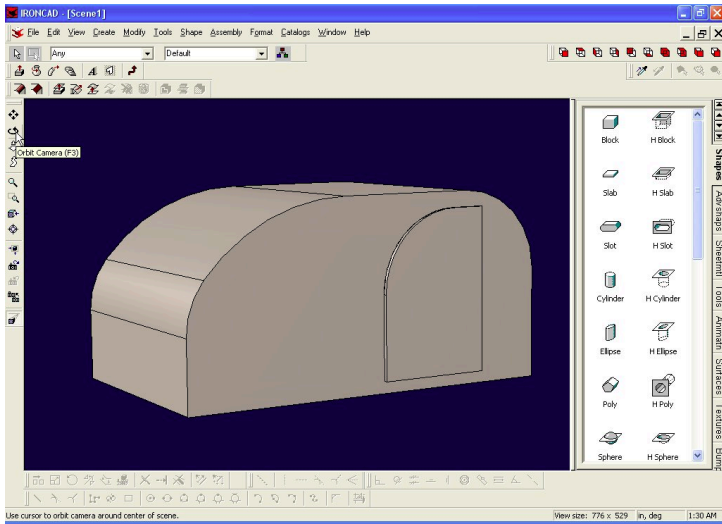 IRONCAD - [Scene1]
File Edit View Create Modify Tools Shape Assembly Format Catalogs Window Help
Any Default
Orbit Camera (F3)
Block H Block
Slab H Slab
Slot H Slot
Cylinder H Cylinder
Ellipse H Ellipse
Poly H Poly
Sphere H Sphere
Shapes
Advshaps
Sheetmtl
Tools
Animatn
Surfaces
Textures
Bump
Use cursor to orbit camera around center of scene. View size: 776 x 529 in, deg 1:30 AM